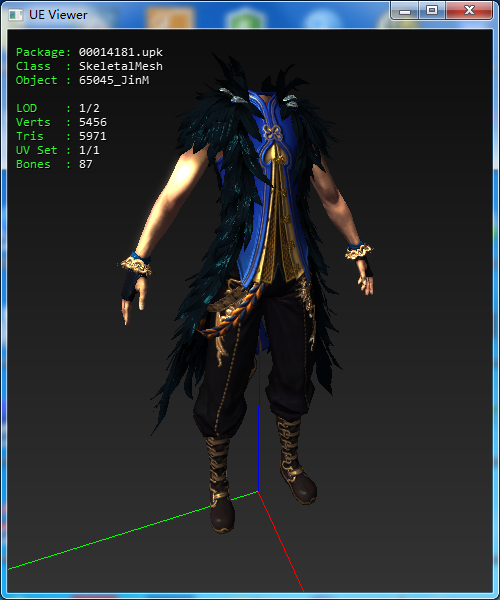 UE Viewer
Package: 00014181.upk
Class  : SkeletalMesh
Object : 65045_JinM
LOD    : 1/2
Verts  : 5456
Tris   : 5971
UV Set : 1/1
Bones  : 87